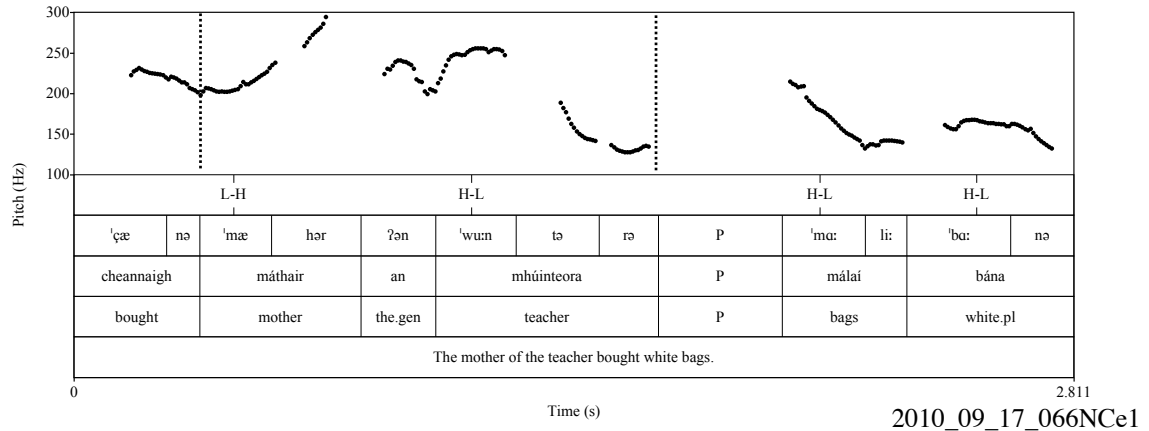 300
250
200
150
100
Pitch (Hz)
L-H H-L H-L H-L
ˈçæ nə ˈmæ hər ʔən ˈwuːn tə rə P ˈmɑː liː ˈbɑː nə
cheannaigh máthair an mhúinteora P málaí bána
bought mother the.gen teacher P bags white.pl
The mother of the teacher bought white bags.
0 2.811
Time (s)
2010_09_17_066NCe1